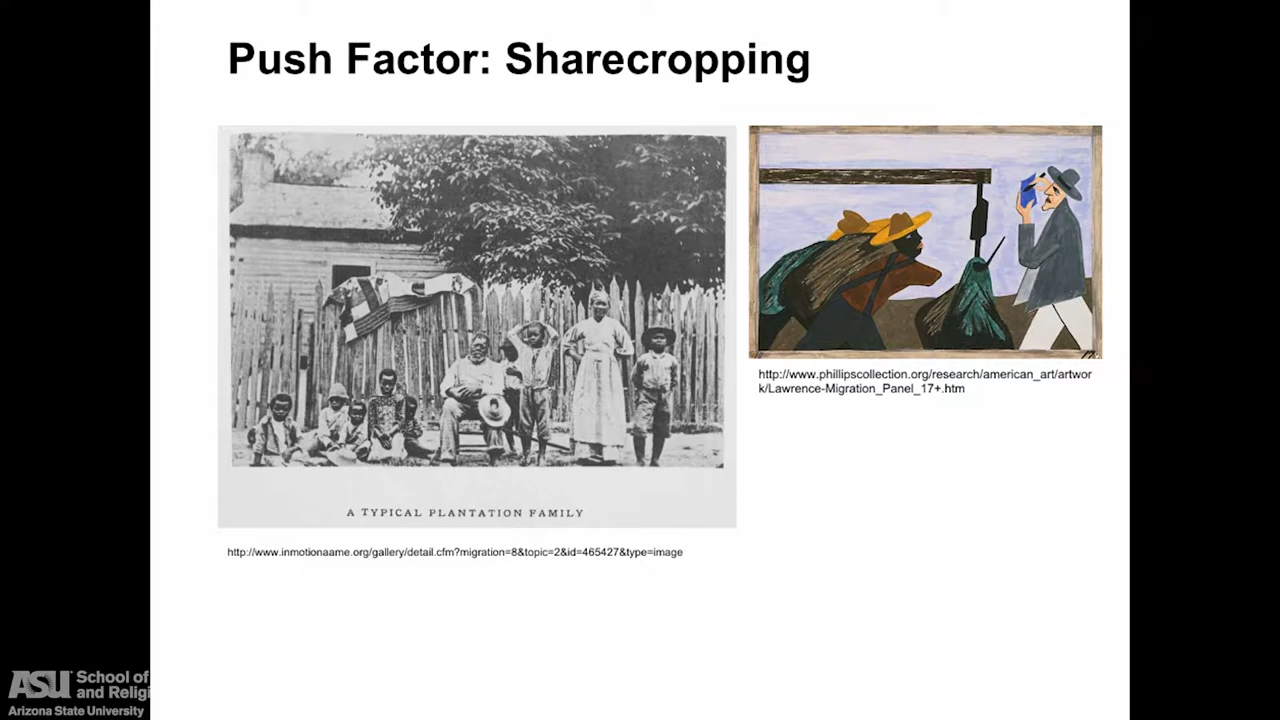 Push Factor: Sharecropping
A TYPICAL PLANTATION FAMILY
http://www.inmotionaame.org/gallery/detail.cfm?migration=8&topic=2&id=465427&type=image
http://www.phillipscollection.org/research/american_art/artwor
k/Lawrence-Migration_Panel_17+.htm
ASU School of
and Religi
Arizona State University